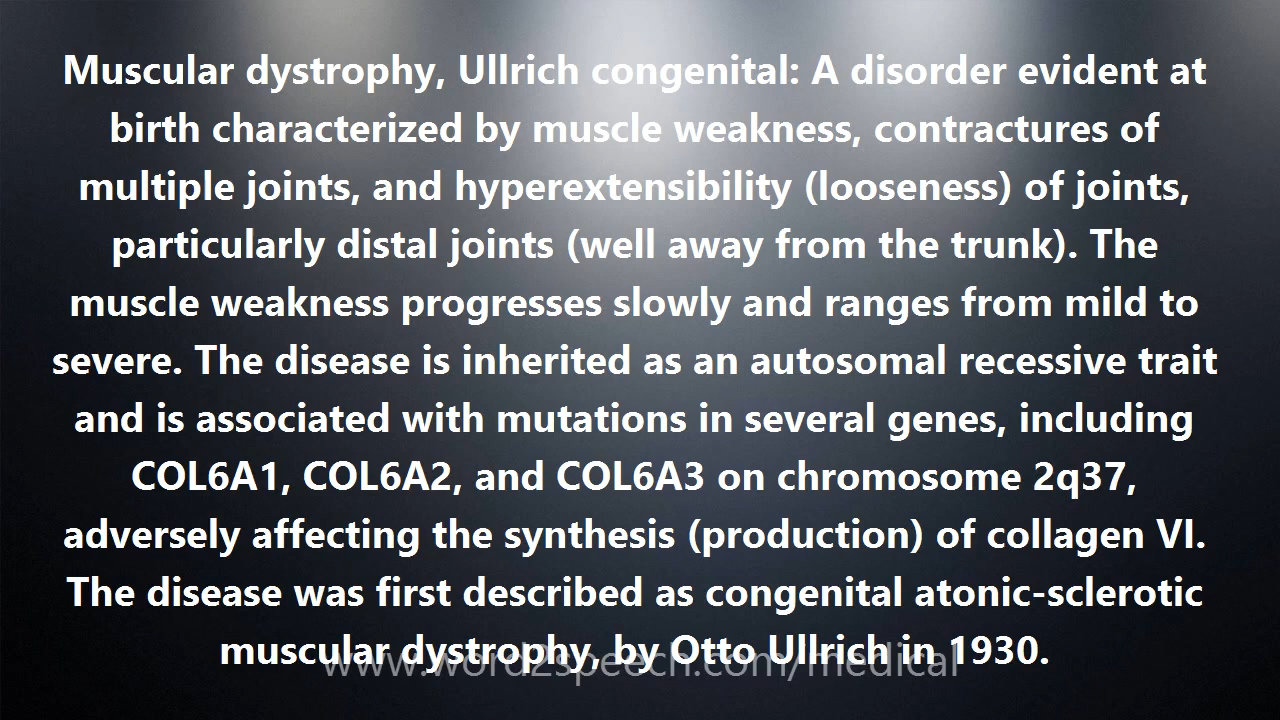 Muscular dystrophy, Ullrich congenital: A disorder evident at
birth characterized by muscle weakness, contractures of
multiple joints, and hyperextensibility (looseness) of joints,
particularly distal joints (well away from the trunk). The
muscle weakness progresses slowly and ranges from mild to
severe. The disease is inherited as an autosomal recessive trait
and is associated with mutations in several genes, including
COL6A1, COL6A2, and COL6A3 on chromosome 2q37,
adversely affecting the synthesis (production) of collagen VI.
The disease was first described as congenital atonic-sclerotic
muscular dystrophy, by Otto Ullrich in 1930.
www.word2speech.com/medical